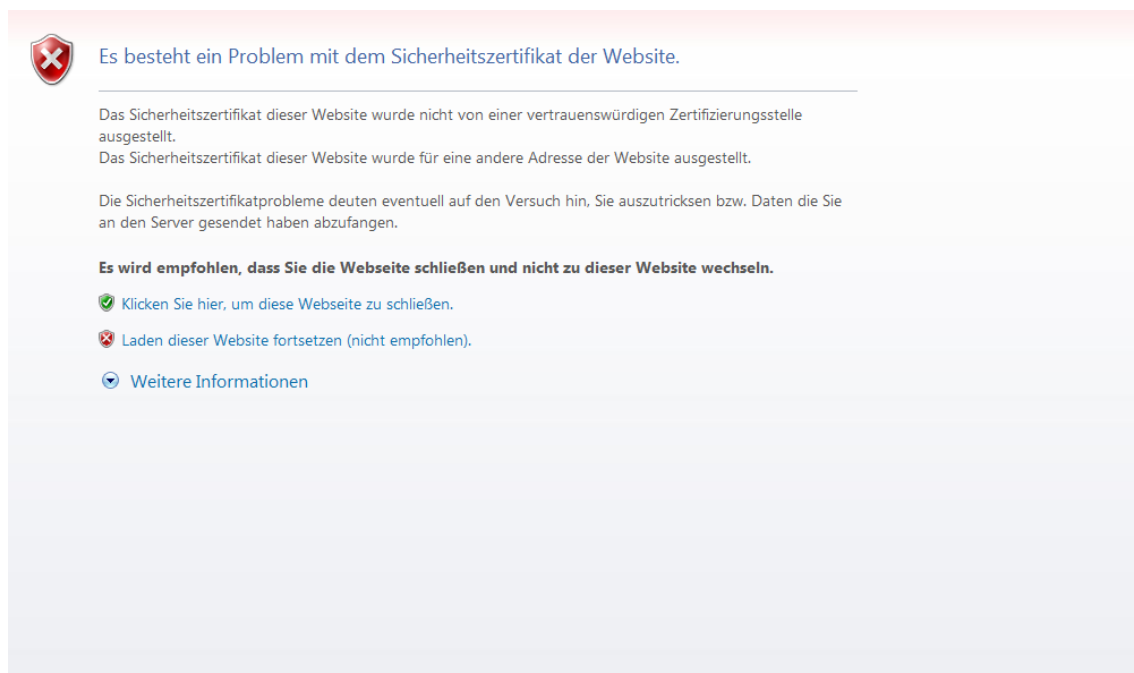 Es besteht ein Problem mit dem Sicherheitszertifikat der Website.
Das Sicherheitszertifikat dieser Website wurde nicht von einer vertrauenswürdigen Zertifizierungsstelle
ausgestellt.
Das Sicherheitszertifikat dieser Website wurde für eine andere Adresse der Website ausgestellt.
Die Sicherheitszertifikatprobleme deuten eventuell auf den Versuch hin, Sie auszutricksen bzw. Daten die Sie
an den Server gesendet haben abzufangen.
Es wird empfohlen, dass Sie die Webseite schließen und nicht zu dieser Website wechseln.
Klicken Sie hier, um diese Webseite zu schließen.
Laden dieser Website fortsetzen (nicht empfohlen).
Weitere Informationen